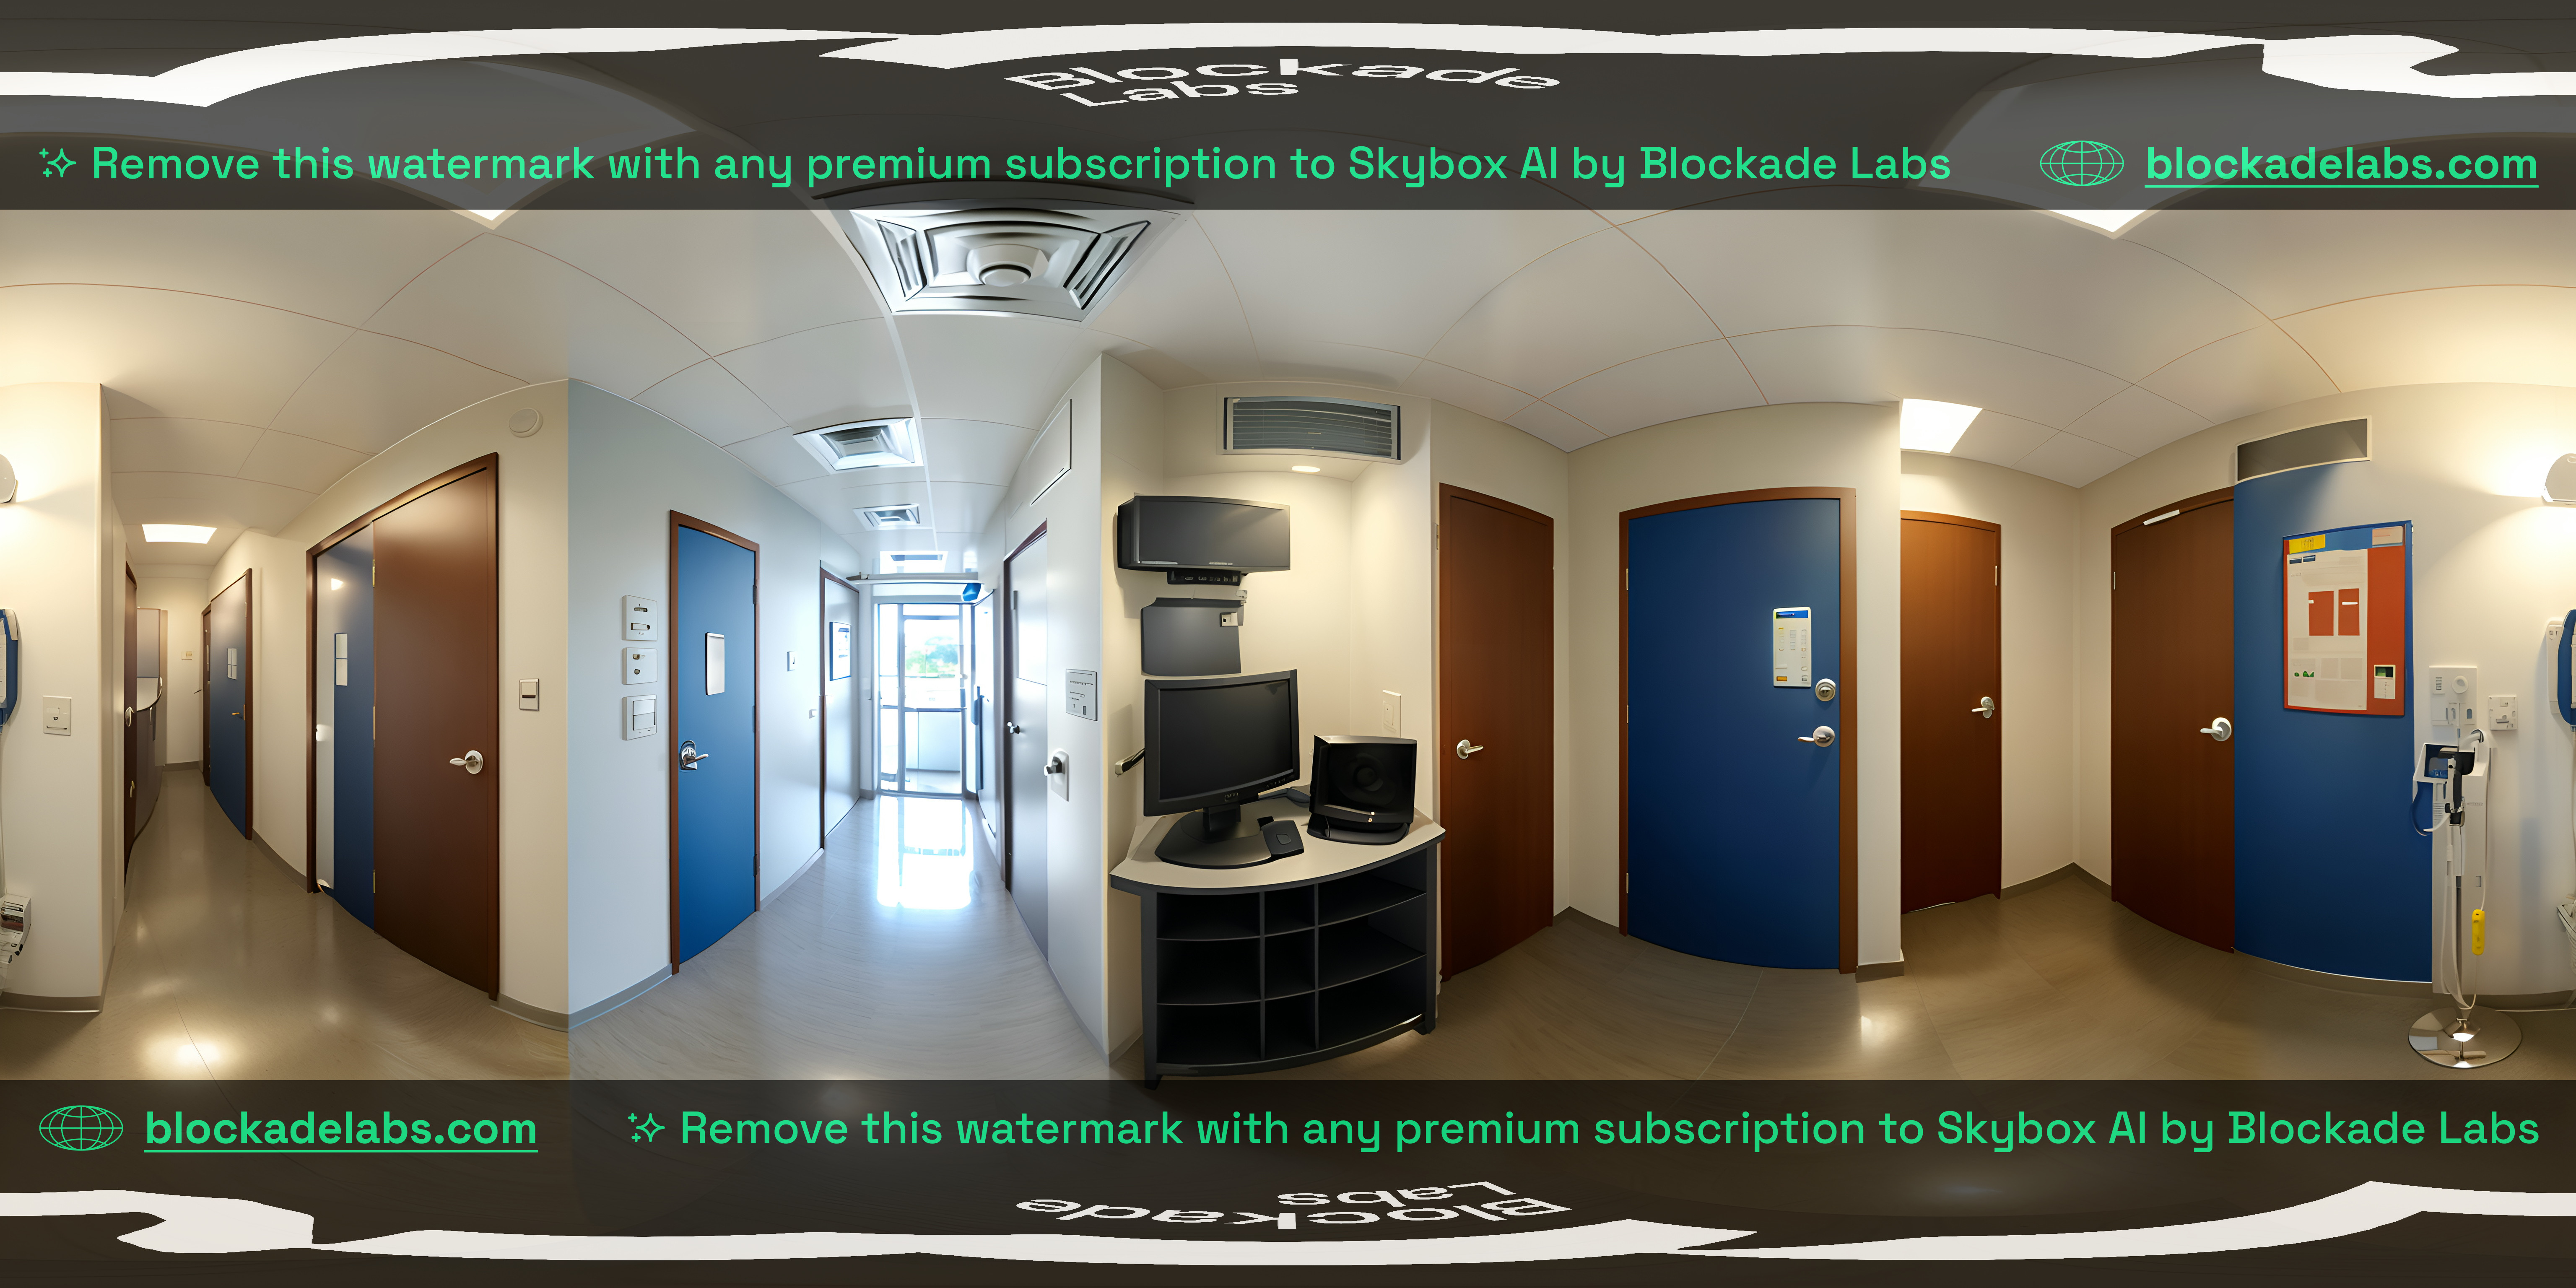 Blockade
Labs
Remove this watermark with any premium subscription to Skybox AI by Blockade Labs
blockadelabs.com
blockadelabs.com
Remove this watermark with any premium subscription to Skybox AI by Blockade Labs
Labs
Blockade